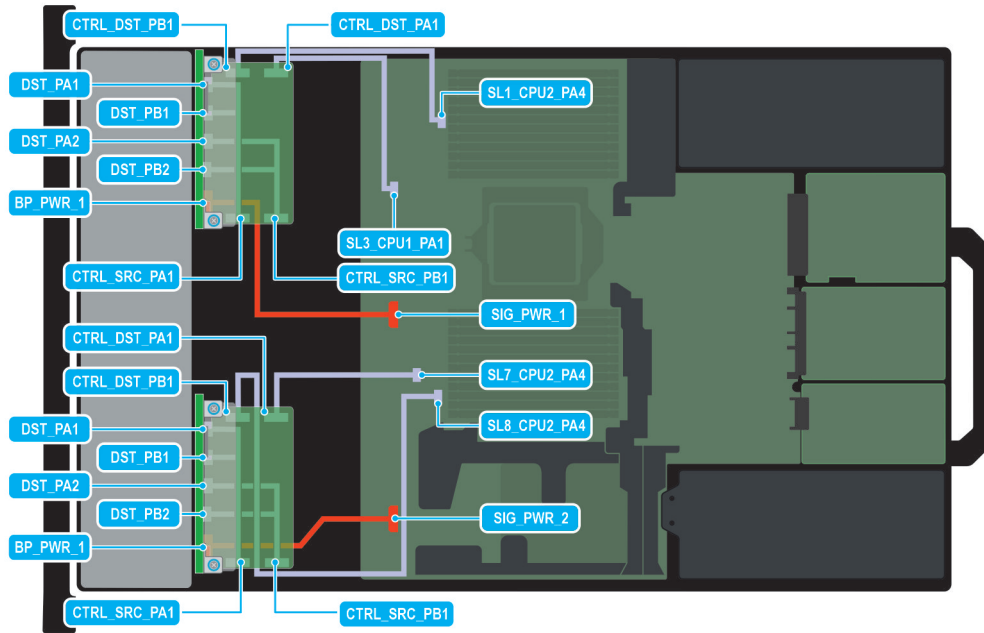 CTRL_DST_PB1
CTRL_DST_PA1
DST_PA1
SL1_CPU2_PA4
DST_PB1
DST_PA2
DST_PB2
BP_PWR_1
SL3_CPU1_PA1
CTRL_SRC_PA1
CTRL_SRC_PB1
SIG_PWR_1
CTRL_DST_PA1
SL7_CPU2_PA4
CTRL_DST_PB1
DST_PA1
SL8_CPU2_PA4
DST_PB1
DST_PA2
DST_PB2
SIG_PWR_2
BP_PWR_1
CTRL_SRC_PA1
CTRL_SRC_PB1